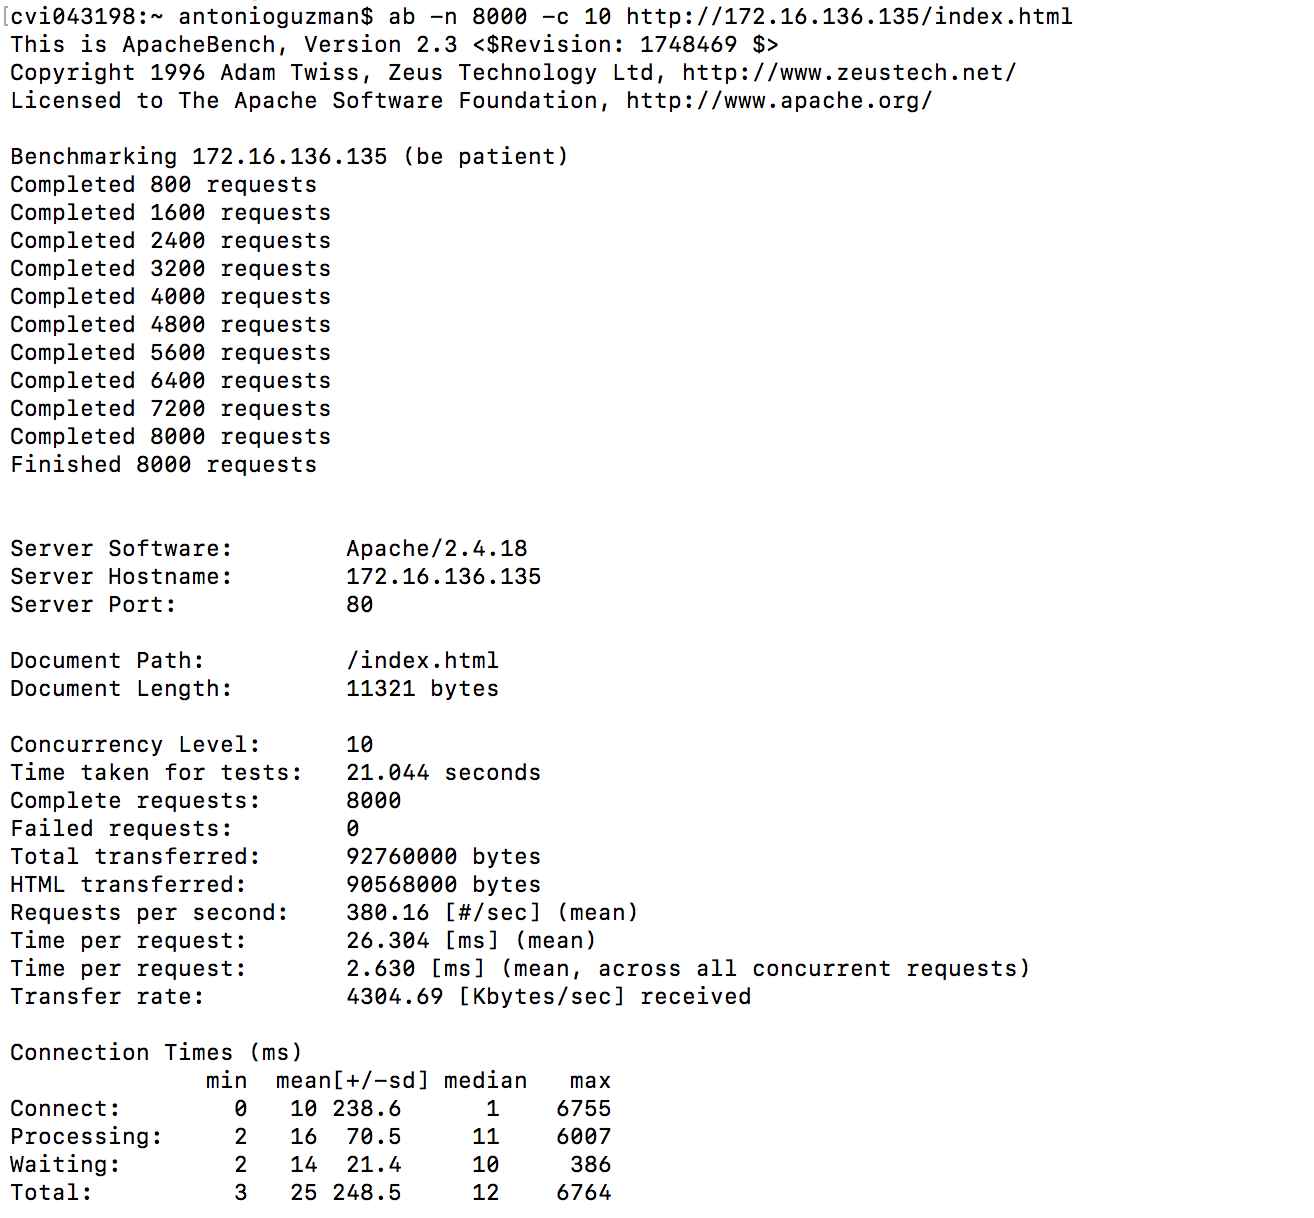 [cvi043198:~ antonioguzman$ ab -n 8000 -c 10 http://172.16.136.135/index.html
This is ApacheBench, Version 2.3 <$Revision: 1748469 $>
Copyright 1996 Adam Twiss, Zeus Technology Ltd, http://www.zeustech.net/
Licensed to The Apache Software Foundation, http://www.apache.org/

Benchmarking 172.16.136.135 (be patient)
Completed 800 requests
Completed 1600 requests
Completed 2400 requests
Completed 3200 requests
Completed 4000 requests
Completed 4800 requests
Completed 5600 requests
Completed 6400 requests
Completed 7200 requests
Completed 8000 requests
Finished 8000 requests


Server Software:        Apache/2.4.18
Server Hostname:        172.16.136.135
Server Port:            80

Document Path:          /index.html
Document Length:        11321 bytes

Concurrency Level:      10
Time taken for tests:   21.044 seconds
Complete requests:      8000
Failed requests:        0
Total transferred:      92760000 bytes
HTML transferred:       90568000 bytes
Requests per second:    380.16 [#/sec] (mean)
Time per request:       26.304 [ms] (mean)
Time per request:       2.630 [ms] (mean, across all concurrent requests)
Transfer rate:          4304.69 [Kbytes/sec] received

Connection Times (ms)
              min  mean[+/-sd] median   max
Connect:        0   10 238.6      1    6755
Processing:     2   16  70.5     11    6007
Waiting:        2   14  21.4     10     386
Total:          3   25 248.5     12    6764